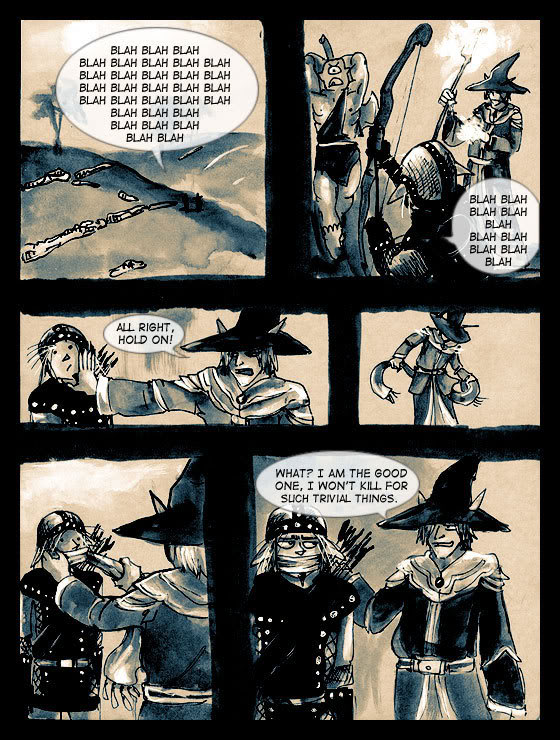 BLAH BLAH BLAH
BLAH BLAH BLAH BLAH BLAH
BLAH BLAH BLAH BLAH BLAH
BLAH BLAH BLAH BLAH BLAH
BLAH BLAH BLAH BLAH BLAH
BLAH BLAH BLAH
BLAH BLAH BLAH
BLAH BLAH
BLAH BLAH
BLAH BLAH
BLAH
BLAH BLAH
BLAH BLAH
BLAH
ALL RIGHT,
HOLD ON!
WHAT? I AM THE GOOD
ONE, I WON'T KILL FOR
SUCH TRIVIAL THINGS.